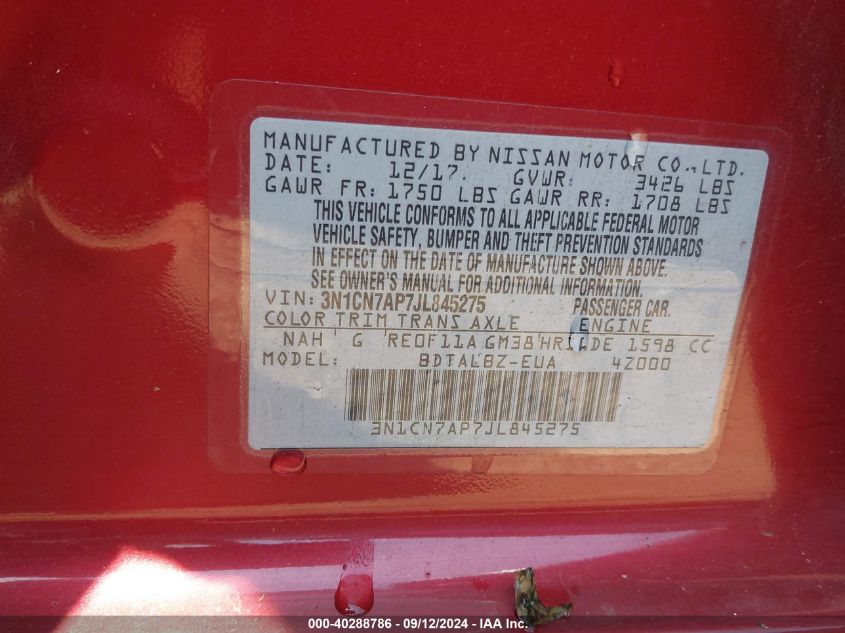 MANUFACTURED BY NISSAN MOTOR CO., LTD.
DATE: 12/17. GVWR: 3426 LBS
GAWR FR: 1750 LBS GAWR RR: 1708 LBS
THIS VEHICLE CONFORMS TO ALL APPLICABLE FEDERAL MOTOR
VEHICLE SAFETY, BUMPER AND THEFT PREVENTION STANDARDS
IN EFFECT ON THE DATE OF MANUFACTURE SHOWN ABOVE.
SEE OWNER'S MANUAL FOR ADDITIONAL INFORMATION.
VIN: 3N1CN7AP7JL845275 PASSENGER CAR.
COLOR TRIM TRANS AXLE ENGINE
NAH G RE0F11A GM38 HR16DE 1598 CC
MODEL: BDTALBZ-EUA 4Z000
3N1CN7AP7JL845275
000-40288786 - 09/12/2024 - IAA Inc.